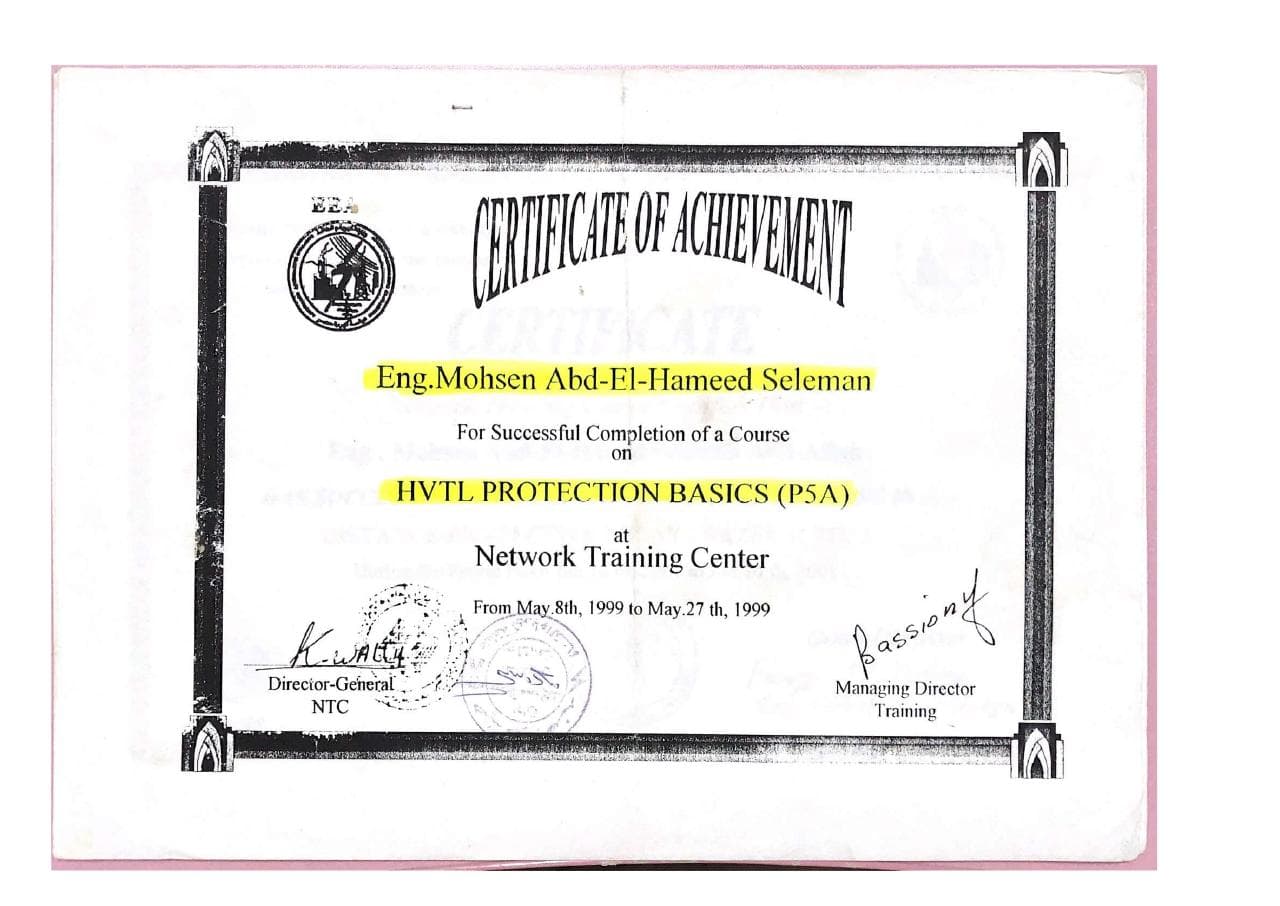 EEA
CERTIFICATE OF ACHIEVEMENT
Eng.Mohsen Abd-El-Hameed Seleman
For Successful Completion of a Course
on
HVTL PROTECTION BASICS (P5A)
at
Network Training Center
From May.8th, 1999 to May.27 th, 1999
K. WALLY
Bassiony
Director-General
NTC
Managing Director
Training